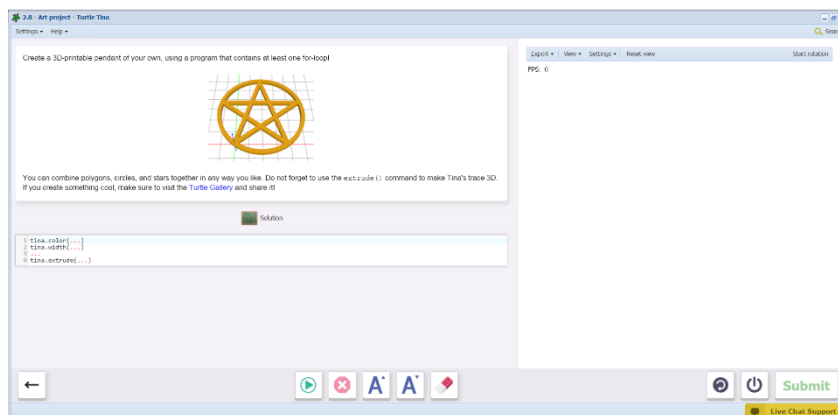 2.8 - Art project - Turtle Tina
Settings Help
Create a 3D-printable pendant of your own, using a program that contains at least one for-loop!
You can combine polygons, circles, and stars together in any way you like. Do not forget to use the extrude() command to make Tina's trace 3D.
If you create something cool, make sure to visit the Turtle Gallery and share it!
Solution
1 tina.color(...)
2 tina.width(...)
3 ...
4 tina.extrude(...)
Export View Settings Reset view Start rotation
FPS: 0
A A Submit
Live Chat Support